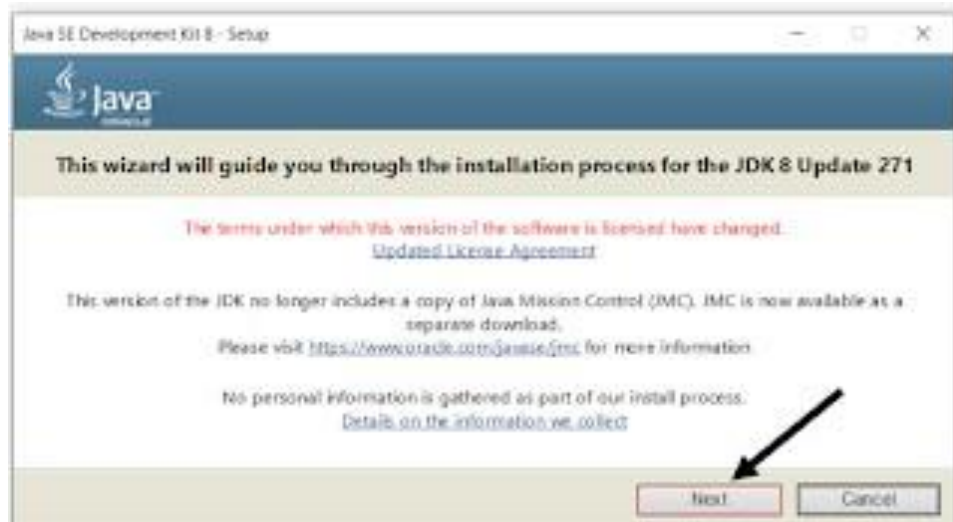 Java SE Development Kit 8 - Setup
Java
ORACLE
This wizard will guide you through the installation process for the JDK 8 Update 271
The terms under which this version of the software is licensed have changed.
Updated License Agreement
This version of the JDK no longer includes a copy of Java Mission Control (JMC). JMC is now available as a
separate download.
Please visit https://www.oracle.com/javase/jmc for more information
No personal information is gathered as part of our install process.
Details on the information we collect
Next
Cancel